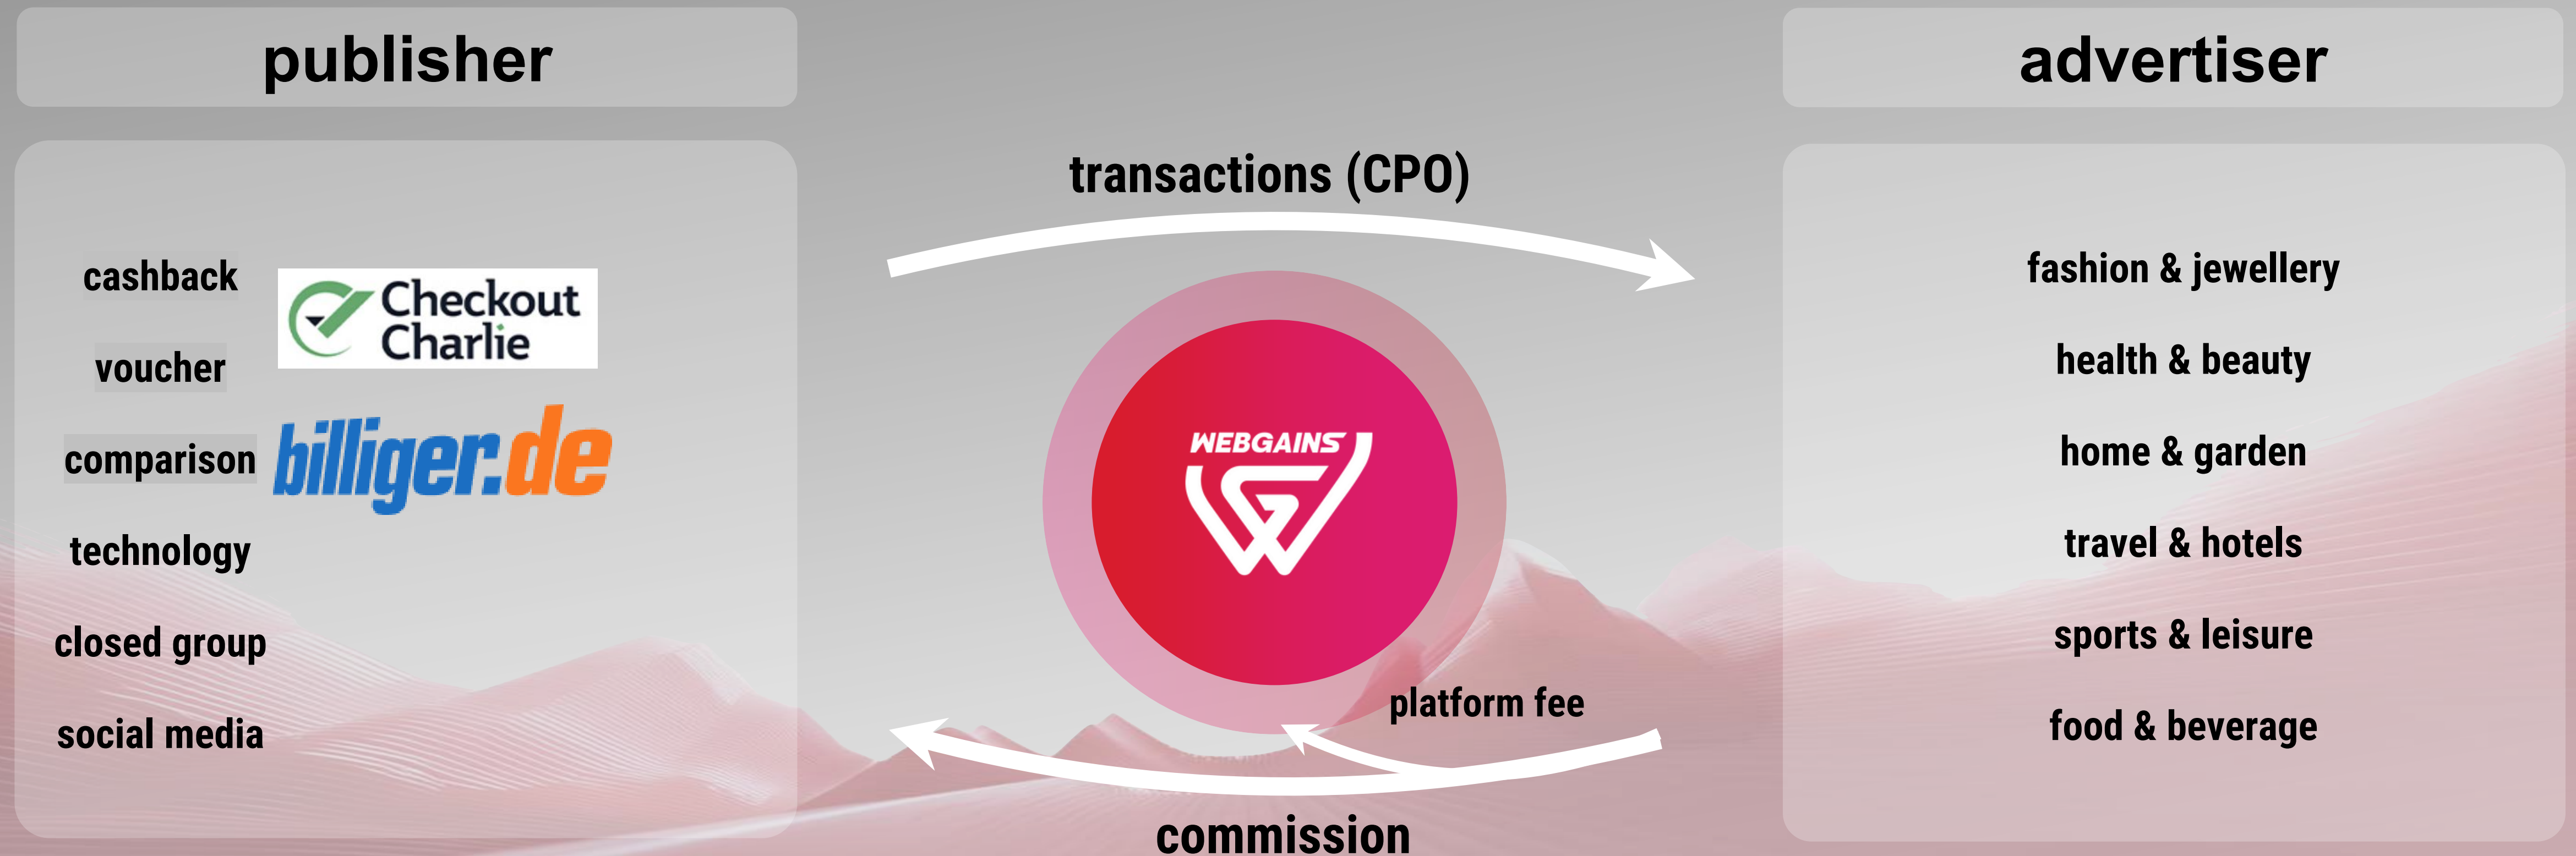 publisher
advertiser
cashback
voucher
comparison
technology
closed group
social media
Checkout
Charlie
billiger.de
transactions (CPO)
WEBGAINS
platform fee
commission
fashion & jewellery
health & beauty
home & garden
travel & hotels
sports & leisure
food & beverage